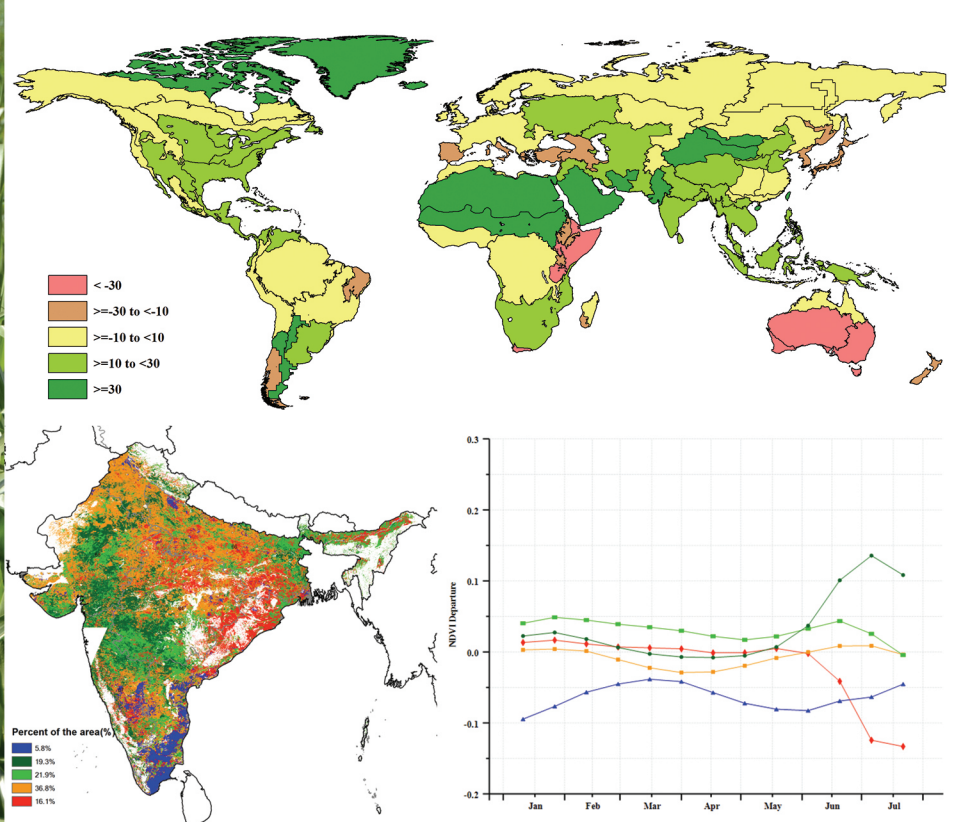 < -30
>=-30 to <-10
>=-10 to <10
>=10 to <30
>=30
Percent of the area(%)
5.8%
19.3%
21.9%
36.8%
16.1%
NDVI Departure
0.3
0.2
0.1
0.0
-0.1
-0.2
Jan Feb Mar Apr May Jun Jul